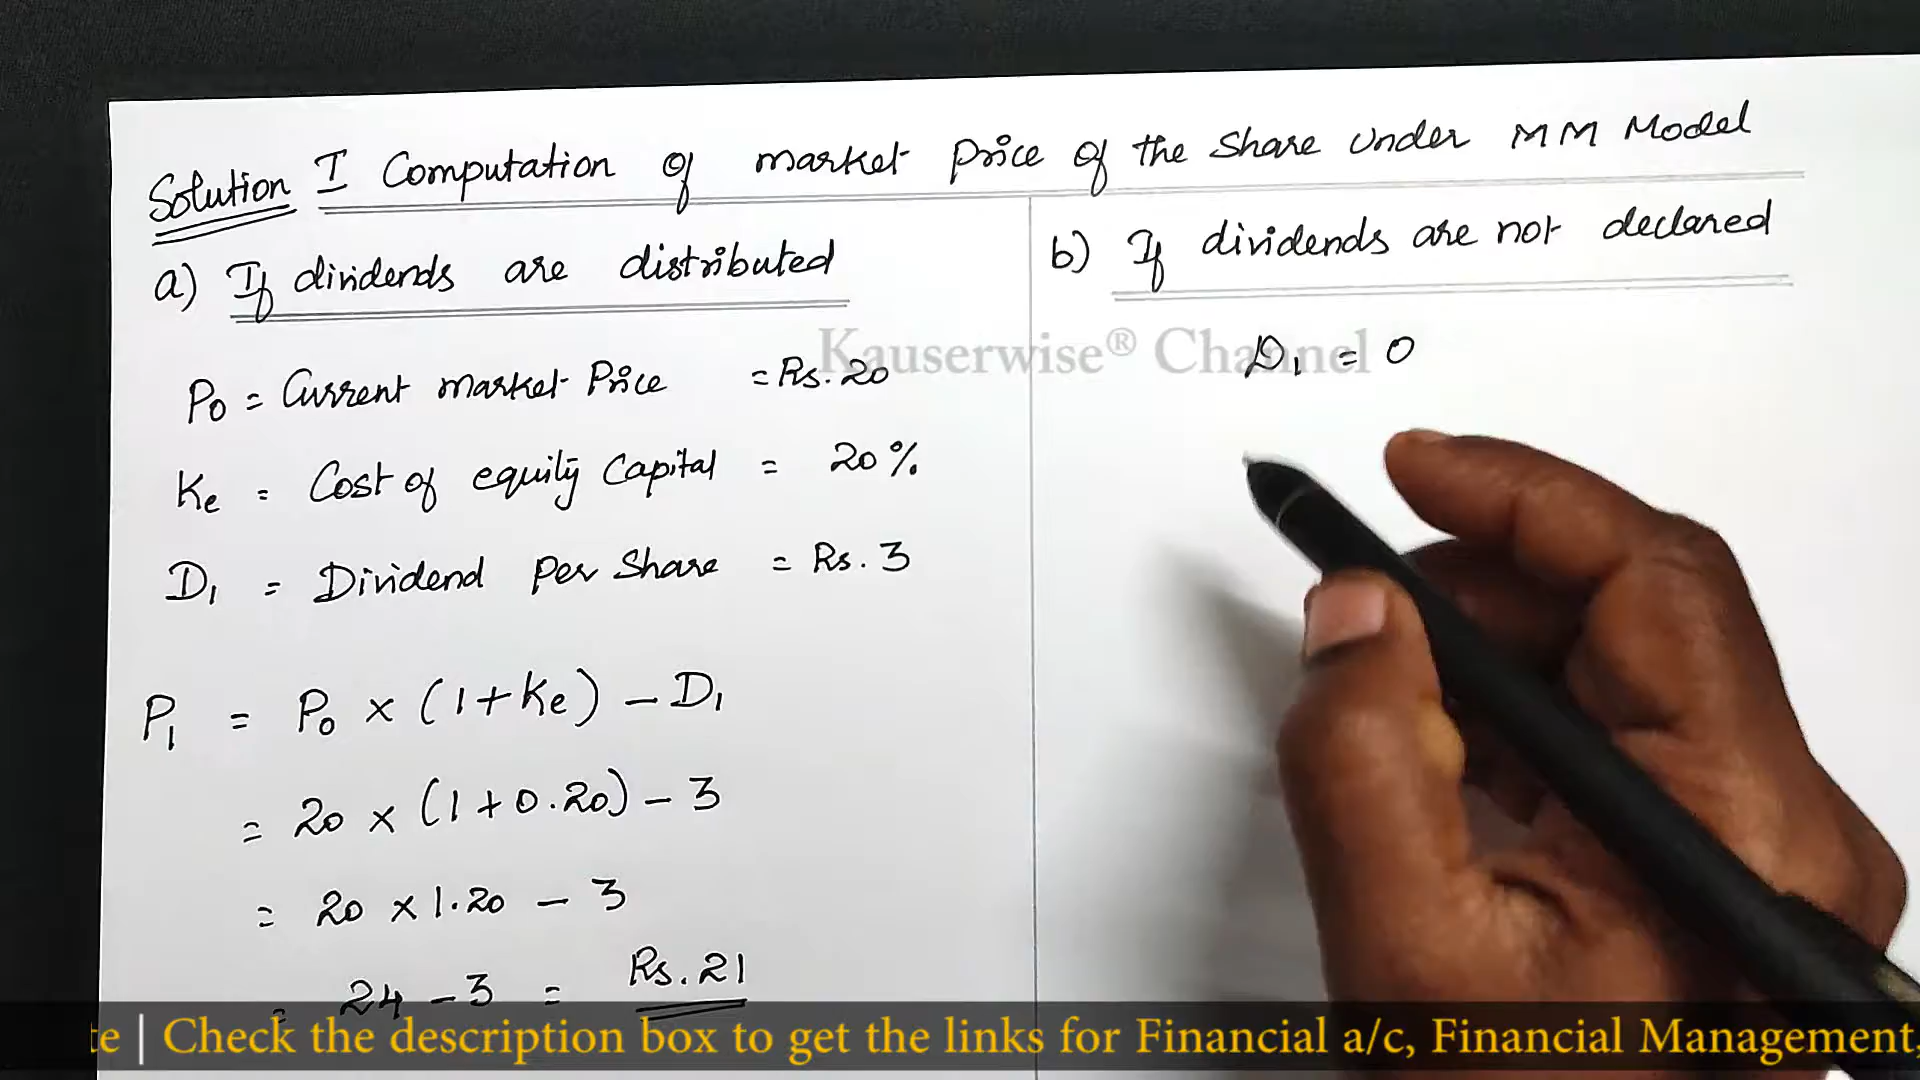 Solution I Computation of market Price of the Share Under MM Model
a) If dividends are distributed
P0 = Current market Price = Rs. 20
Ke = Cost of equity Capital = 20%
D1 = Dividend Per Share = Rs. 3
P1 = P0 × (1+Ke) – D1
= 20 × (1+0.20) – 3
= 20 × 1.20 – 3
= 24 – 3 = Rs. 21
b) If dividends are not declared
D1 = 0
Kauserwise® Channel
te | Check the description box to get the links for Financial a/c, Financial Management,